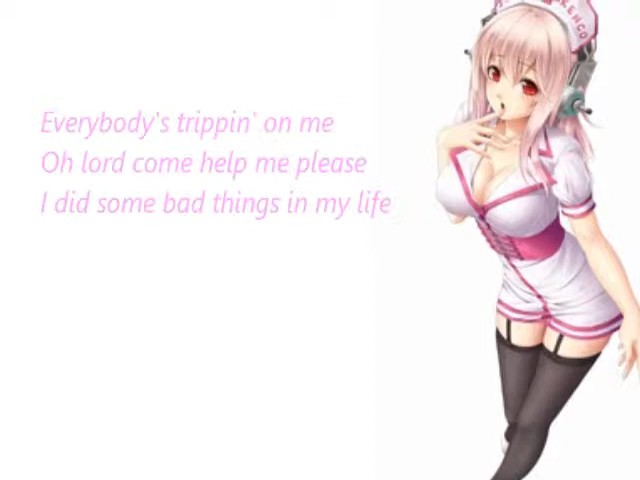 Everybody's trippin' on me
Oh lord come help me please
I did some bad things in my life